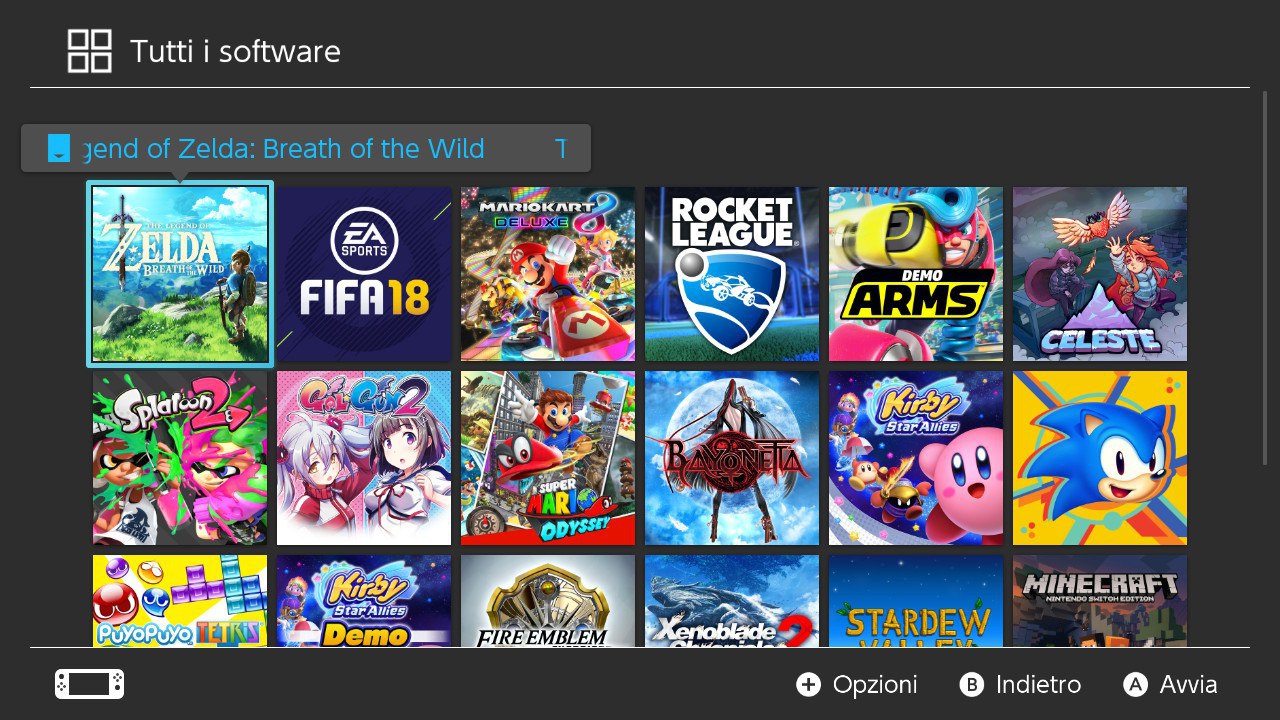 Tutti i software
gend of Zelda: Breath of the Wild T
THE LEGEND OF
ZELDA
BREATH OF THE WILD
EA
SPORTS
FIFA 18
MARIOKART 8
DELUXE
ROCKET
LEAGUE
DEMO
ARMS
CELESTE
Splatoon 2
GalGun 2
SUPER
MARIO
ODYSSEY
BAYONETTA
Kirby
Star Allies
PuyoPuyo TETRIS
Kirby
Star Allies
Demo
FIRE EMBLEM
Xenoblade
Chronicles 2
STARDEW
VALLEY
MINECRAFT
NINTENDO SWITCH EDITION
Opzioni
B Indietro
A Avvia